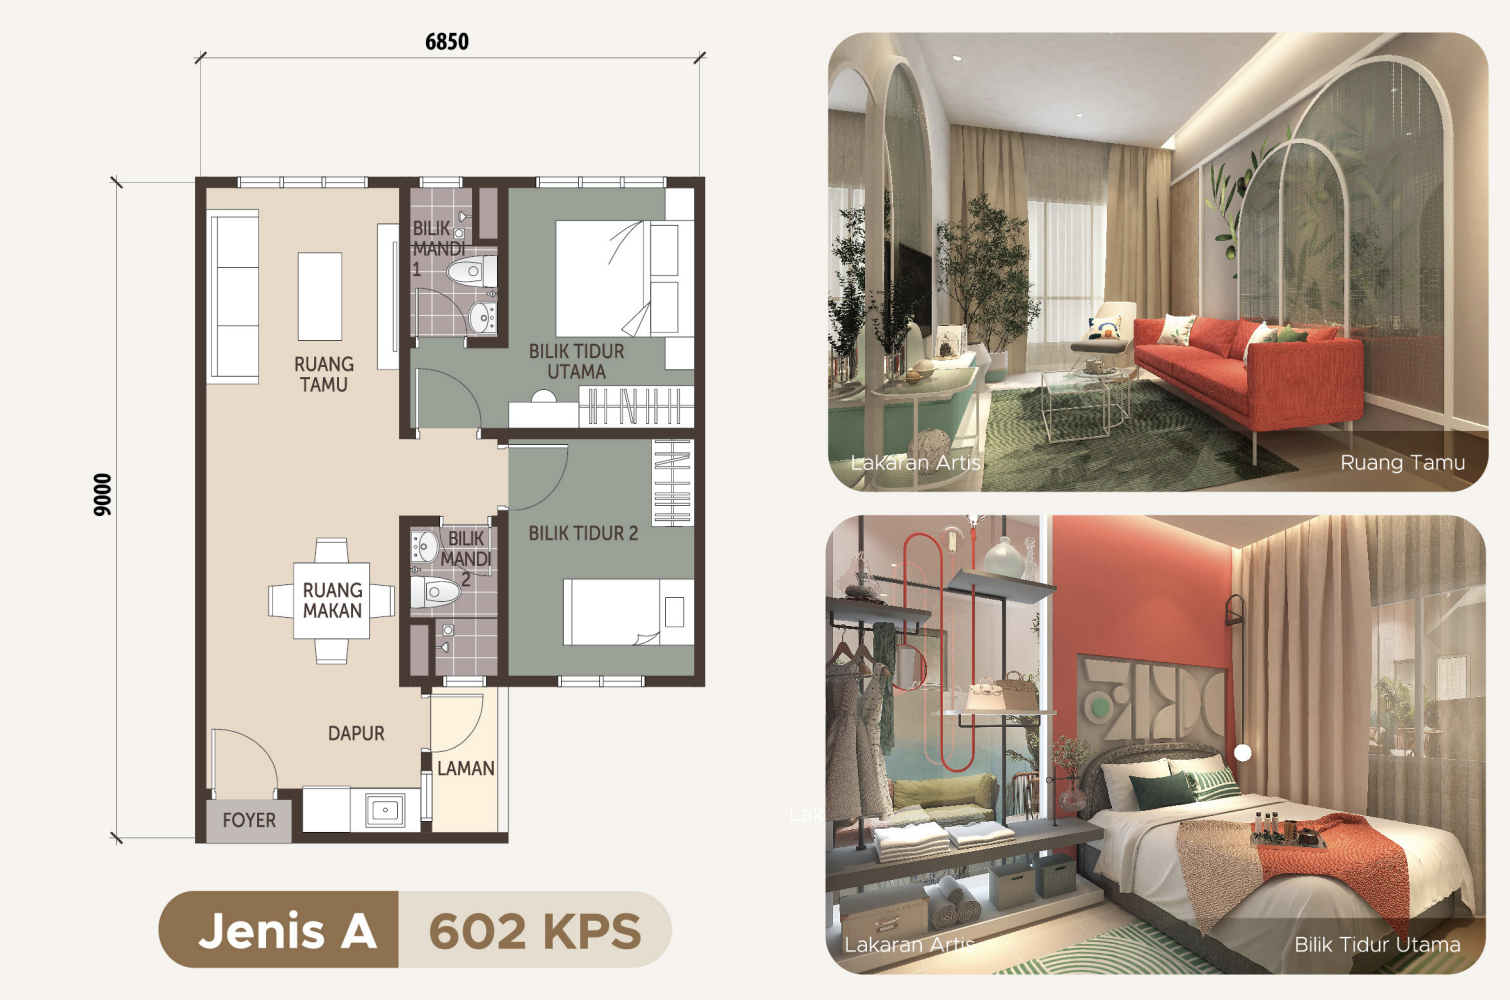 6850
9000
BILIK
MANDI
1
BILIK TIDUR
UTAMA
RUANG
TAMU
BILIK
MANDI
2
BILIK TIDUR 2
RUANG
MAKAN
DAPUR
LAMAN
FOYER
Jenis A
602 KPS
Lakaran Artis
Ruang Tamu
Lak
Lakaran Artis
Bilik Tidur Utama